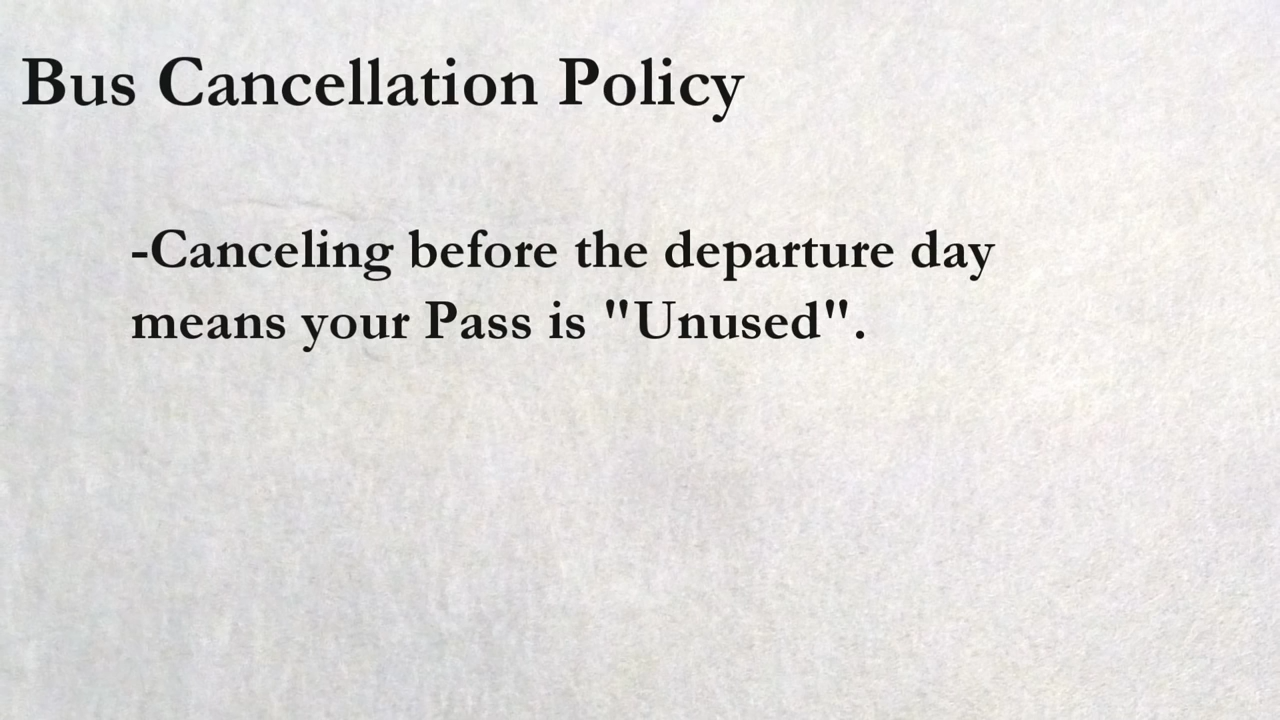 Bus Cancellation Policy
-Canceling before the departure day
means your Pass is "Unused".